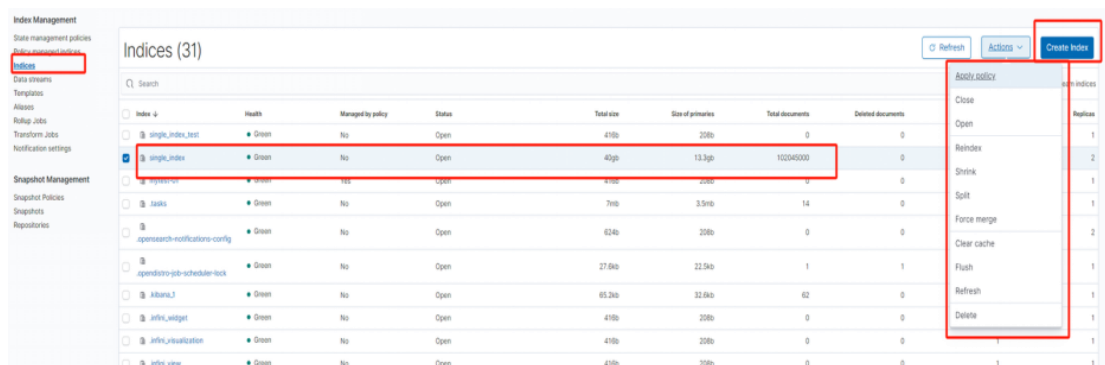 Index Management
State management policies
Policy managed indices
Indices
Data streams
Templates
Aliases
Rollup Jobs
Transform Jobs
Notification settings
Snapshot Management
Snapshot Policies
Snapshots
Repositories
Indices (31)
Refresh Actions Create Index
Search
Apply policy
Close
Open
Reindex
Shrink
Split
Force merge
Clear cache
Flush
Refresh
Delete
indices
Index Health Managed by policy Status Total size Size of primaries Total documents Deleted documents Replicas
single_index_test Green No Open 416b 208b 0 0 1
single_index Green No Open 40gb 13.3gb 102045000 0 2
mytest-01 Green Yes Open 416b 208b 0 0 1
.tasks Green No Open 7mb 3.5mb 14 0 1
.opensearch-notifications-config Green No Open 624b 208b 0 0 2
.opendistro-job-scheduler-lock Green No Open 27.6kb 22.5kb 1 1 1
.kibana_1 Green No Open 65.2kb 32.6kb 62 0 1
.infini_widget Green No Open 416b 208b 0 0 1
.infini_visualization Green No Open 416b 208b 0 0 1 1
.infini_view Green No Open 416b 208b 0 0 1 1